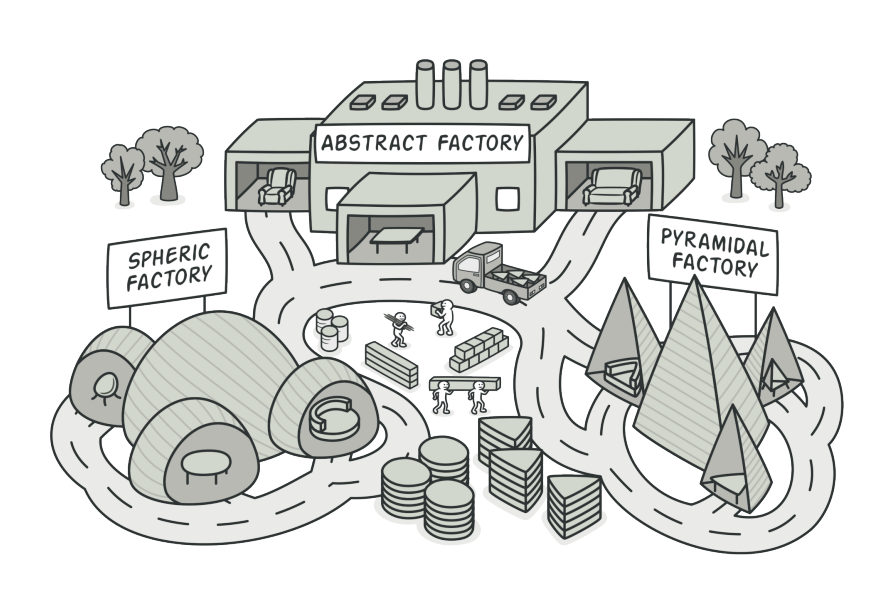 ABSTRACT FACTORY
SPHERIC
FACTORY
PYRAMIDAL
FACTORY